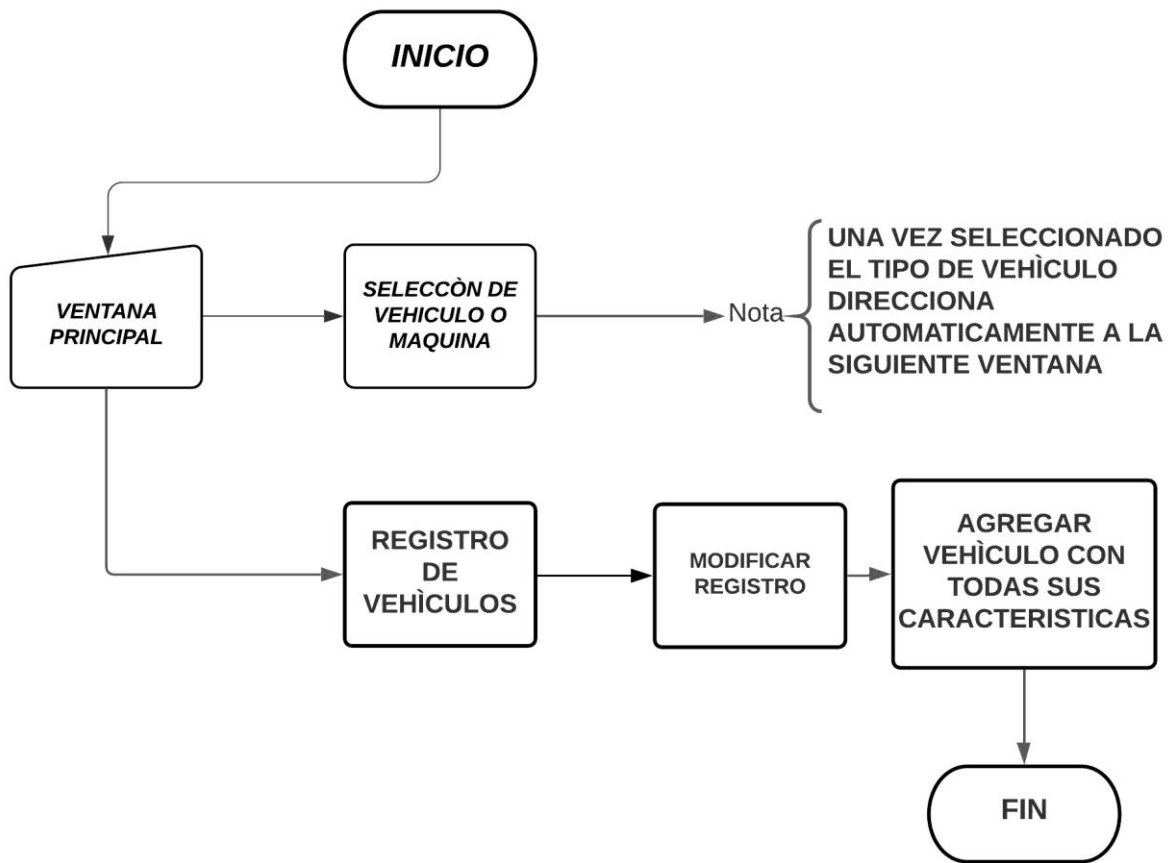 INICIO
VENTANA
PRINCIPAL
SELECCÒN DE
VEHICULO O
MAQUINA
Nota
UNA VEZ SELECCIONADO
EL TIPO DE VEHÌCULO
DIRECCIONA
AUTOMATICAMENTE A LA
SIGUIENTE VENTANA
REGISTRO
DE
VEHÌCULOS
MODIFICAR
REGISTRO
AGREGAR
VEHÌCULO CON
TODAS SUS
CARACTERISTICAS
FIN